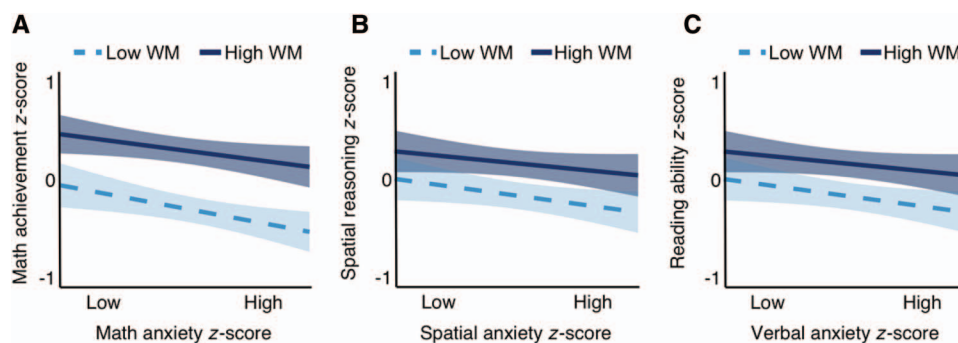 A
Low WM High WM
Math achievement z-score
1
0
-1
Low High
Math anxiety z-score
B
Low WM High WM
Spatial reasoning z-score
1
0
-1
Low High
Spatial anxiety z-score
C
Low WM High WM
Reading ability z-score
1
0
-1
Low High
Verbal anxiety z-score